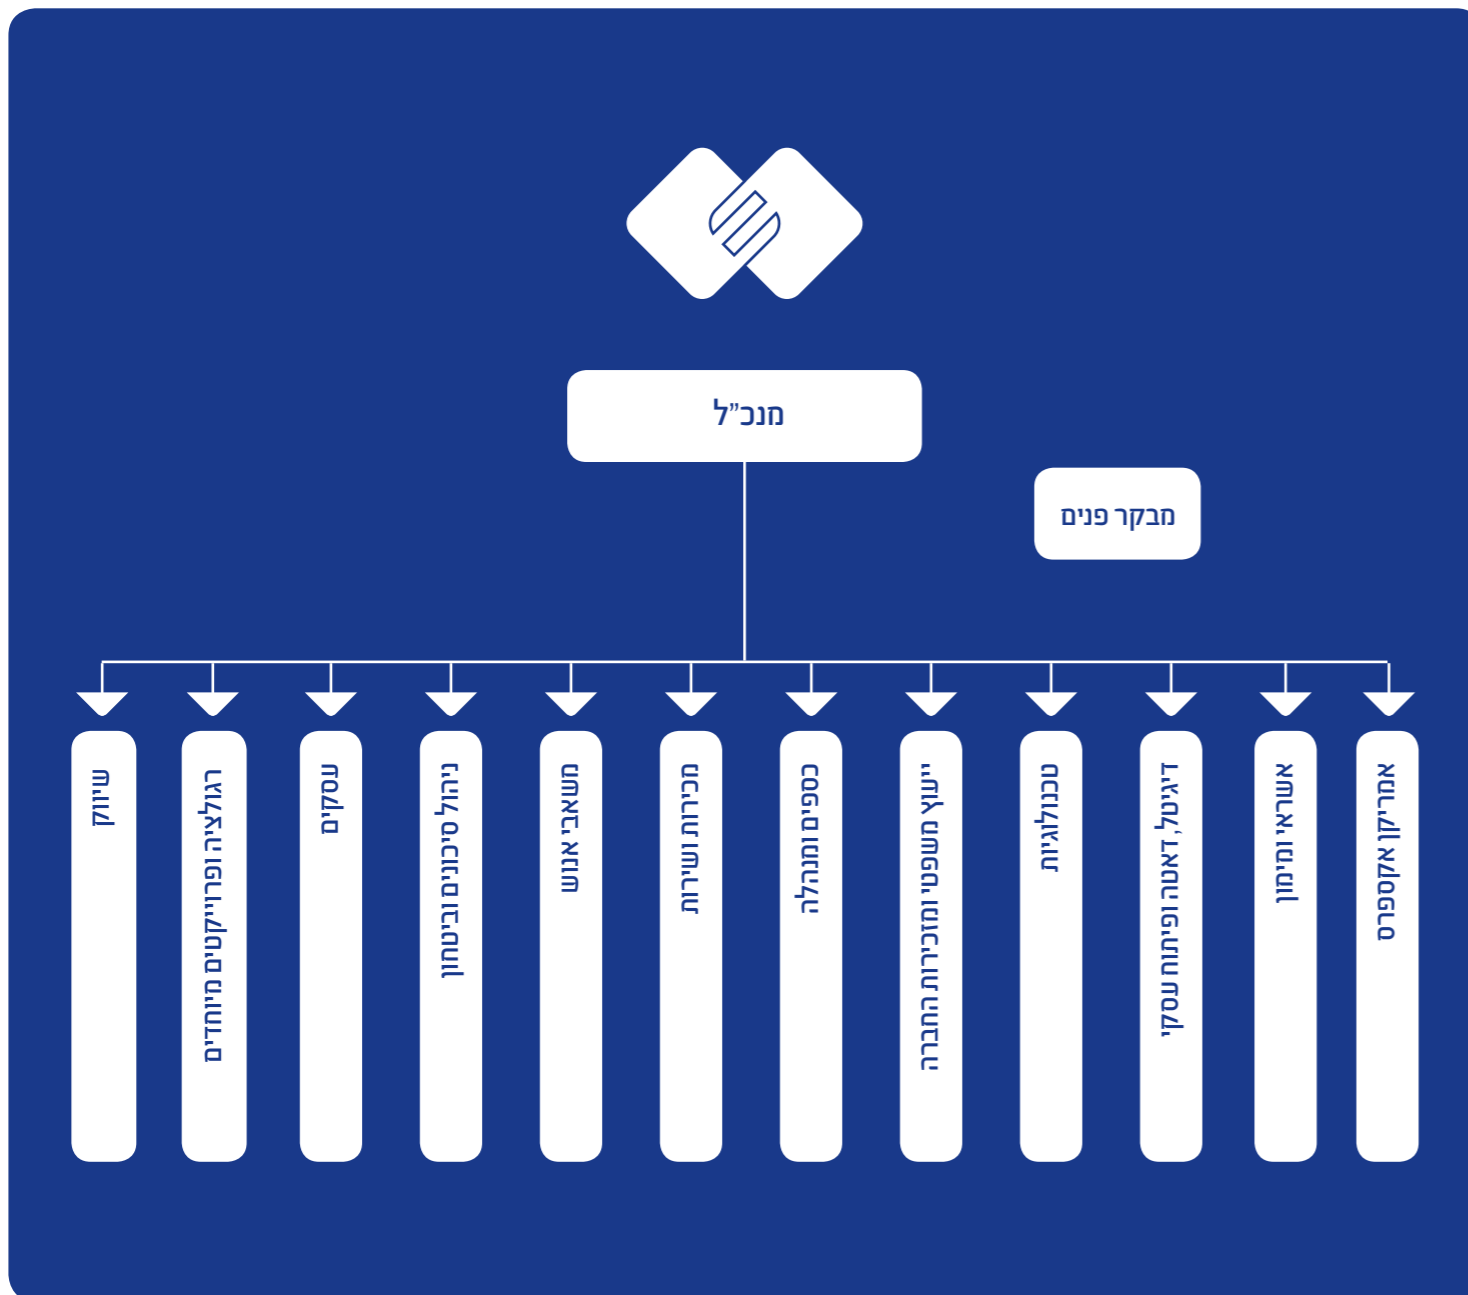 מנכ"ל
מבקר פנים
אמריקן אקספרס
אשראי ומימון
דיגיטל, דאטה ופיתוח עסקי
טכנולוגיות
ייעוץ משפטי ומזכירות החברה
כספים ומנהלה
מכירות ושירות
משאבי אנוש
ניהול סיכונים וביטחון
עסקים
רגולציה ופרוייקטים מיוחדים
שיווק